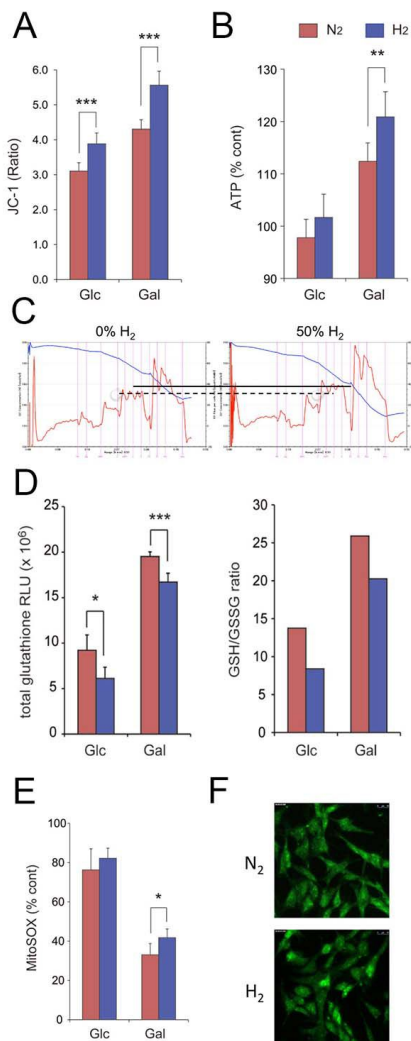 A
B
N2
H2
***
***
6.0
5.0
4.0
3.0
2.0
1.0
0.0
JC-1 (Ratio)
Glc
Gal
**
130
120
110
100
90
ATP (% cont)
Glc
Gal
C
0% H2
50% H2
D
25
20
15
10
5
0
total glutathione RLU (x 10⁶)
*
***
Glc
Gal
30
25
20
15
10
5
0
GSH/GSSG ratio
Glc
Gal
E
100
80
60
40
20
0
MitoSOX (% cont)
*
Glc
Gal
F
N2
H2